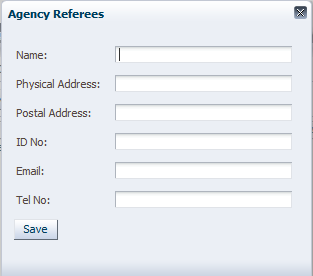 Agency Referees
Name:
Physical Address:
Postal Address:
ID No:
Email:
Tel No:
Save